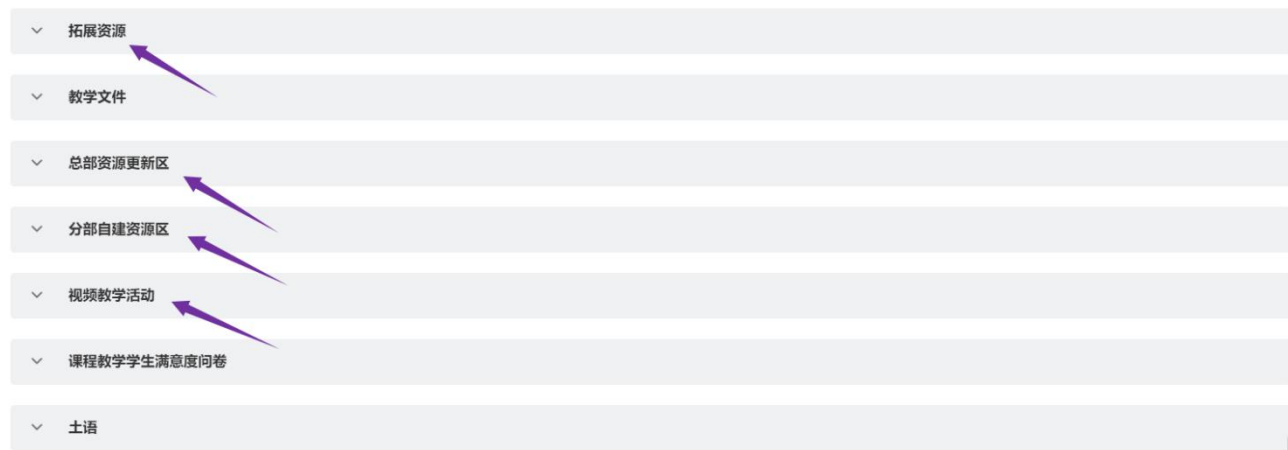 拓展资源
教学文件
总部资源更新区
分部自建资源区
视频教学活动
课程教学学生满意度问卷
土语